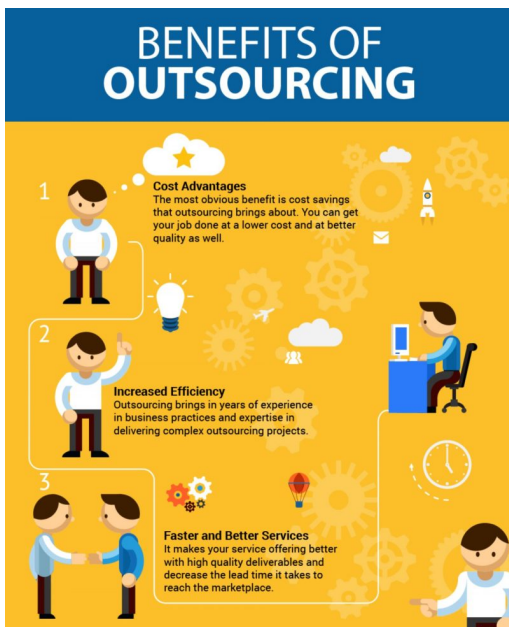 BENEFITS OF
OUTSOURCING
1
Cost Advantages
The most obvious benefit is cost savings
that outsourcing brings about. You can get
your job done at a lower cost and at better
quality as well.
2
Increased Efficiency
Outsourcing brings in years of experience
in business practices and expertise in
delivering complex outsourcing projects.
3
Faster and Better Services
It makes your service offering better
with high quality deliverables and
decrease the lead time it takes to
reach the marketplace.